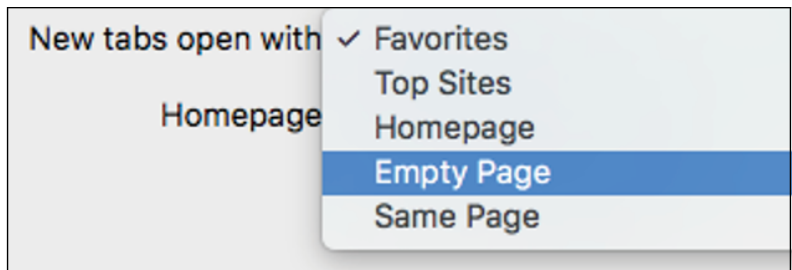 New tabs open with ✓ Favorites
Top Sites
Homepage Homepage
Empty Page
Same Page